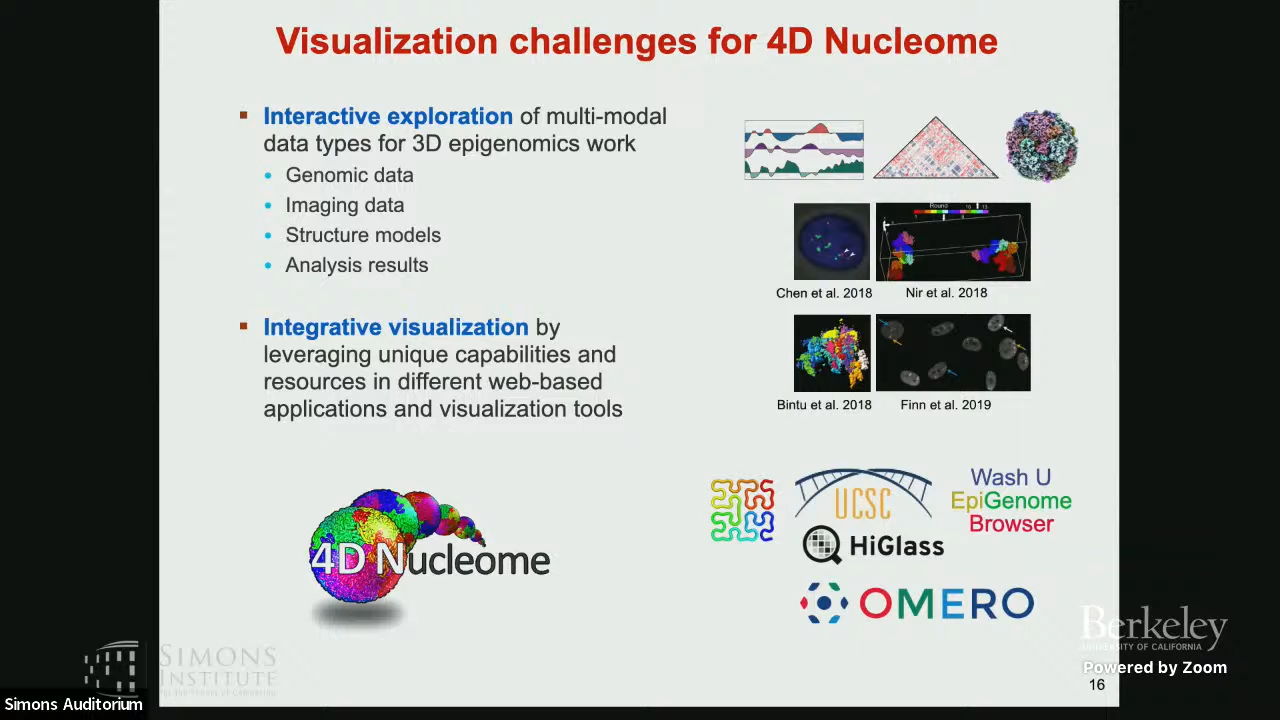 Visualization challenges for 4D Nucleome
Interactive exploration of multi-modal
data types for 3D epigenomics work
Genomic data
Imaging data
Structure models
Analysis results
Integrative visualization by
leveraging unique capabilities and
resources in different web-based
applications and visualization tools
Round
Chen et al. 2018
Nir et al. 2018
Bintu et al. 2018
Finn et al. 2019
4D Nucleome
UCSC
HiGlass
Wash U
EpiGenome
Browser
OMERO
SIMONS
INSTITUTE
Berkeley
UNIVERSITY OF CALIFORNIA
Powered by Zoom
16
Simons Auditorium